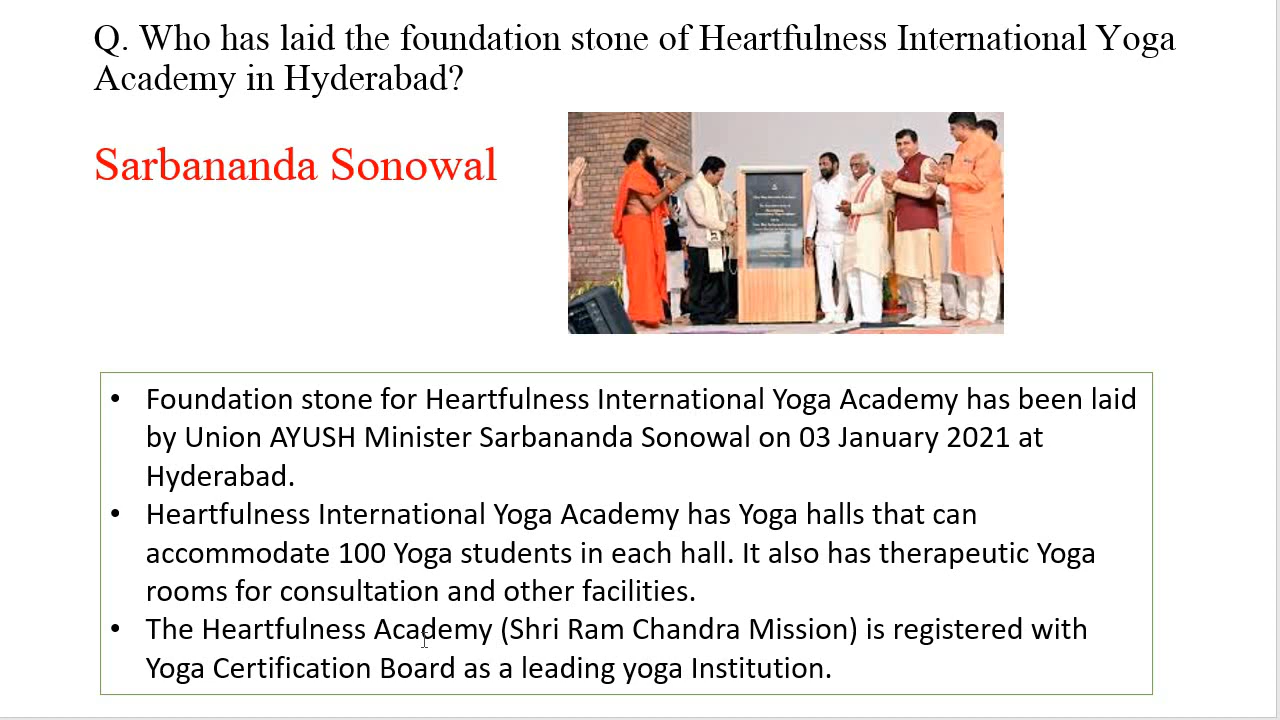 Q. Who has laid the foundation stone of Heartfulness International Yoga
Academy in Hyderabad?
Sarbananda Sonowal
• Foundation stone for Heartfulness International Yoga Academy has been laid
by Union AYUSH Minister Sarbananda Sonowal on 03 January 2021 at
Hyderabad.
• Heartfulness International Yoga Academy has Yoga halls that can
accommodate 100 Yoga students in each hall. It also has therapeutic Yoga
rooms for consultation and other facilities.
• The Heartfulness Academy (Shri Ram Chandra Mission) is registered with
Yoga Certification Board as a leading yoga Institution.